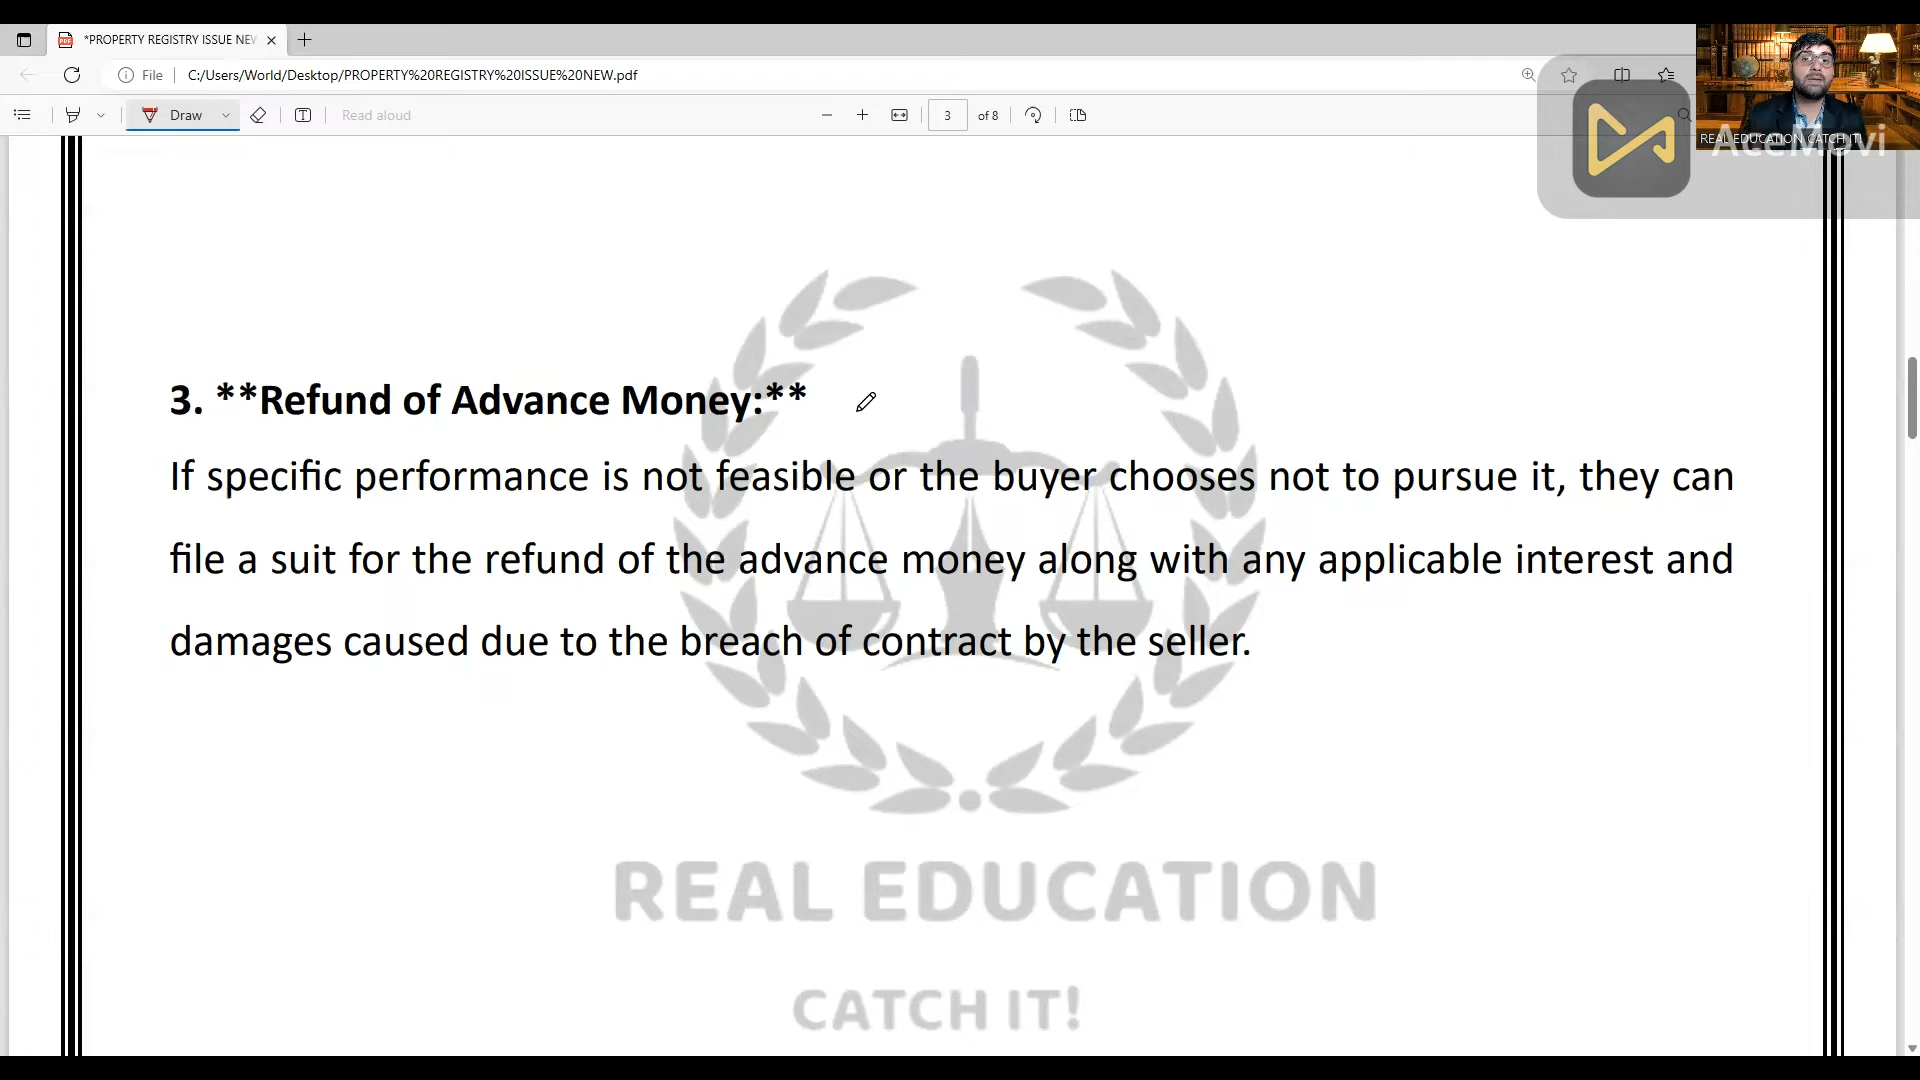 *PROPERTY REGISTRY ISSUE NEW
File
C:/Users/World/Desktop/PROPERTY%20REGISTRY%20ISSUE%20NEW.pdf
Draw
Read aloud
3
of 8
REAL EDUCATION CATCH IT!
AceMovi
3. **Refund of Advance Money:**
If specific performance is not feasible or the buyer chooses not to pursue it, they can
file a suit for the refund of the advance money along with any applicable interest and
damages caused due to the breach of contract by the seller.
REAL EDUCATION
CATCH IT!